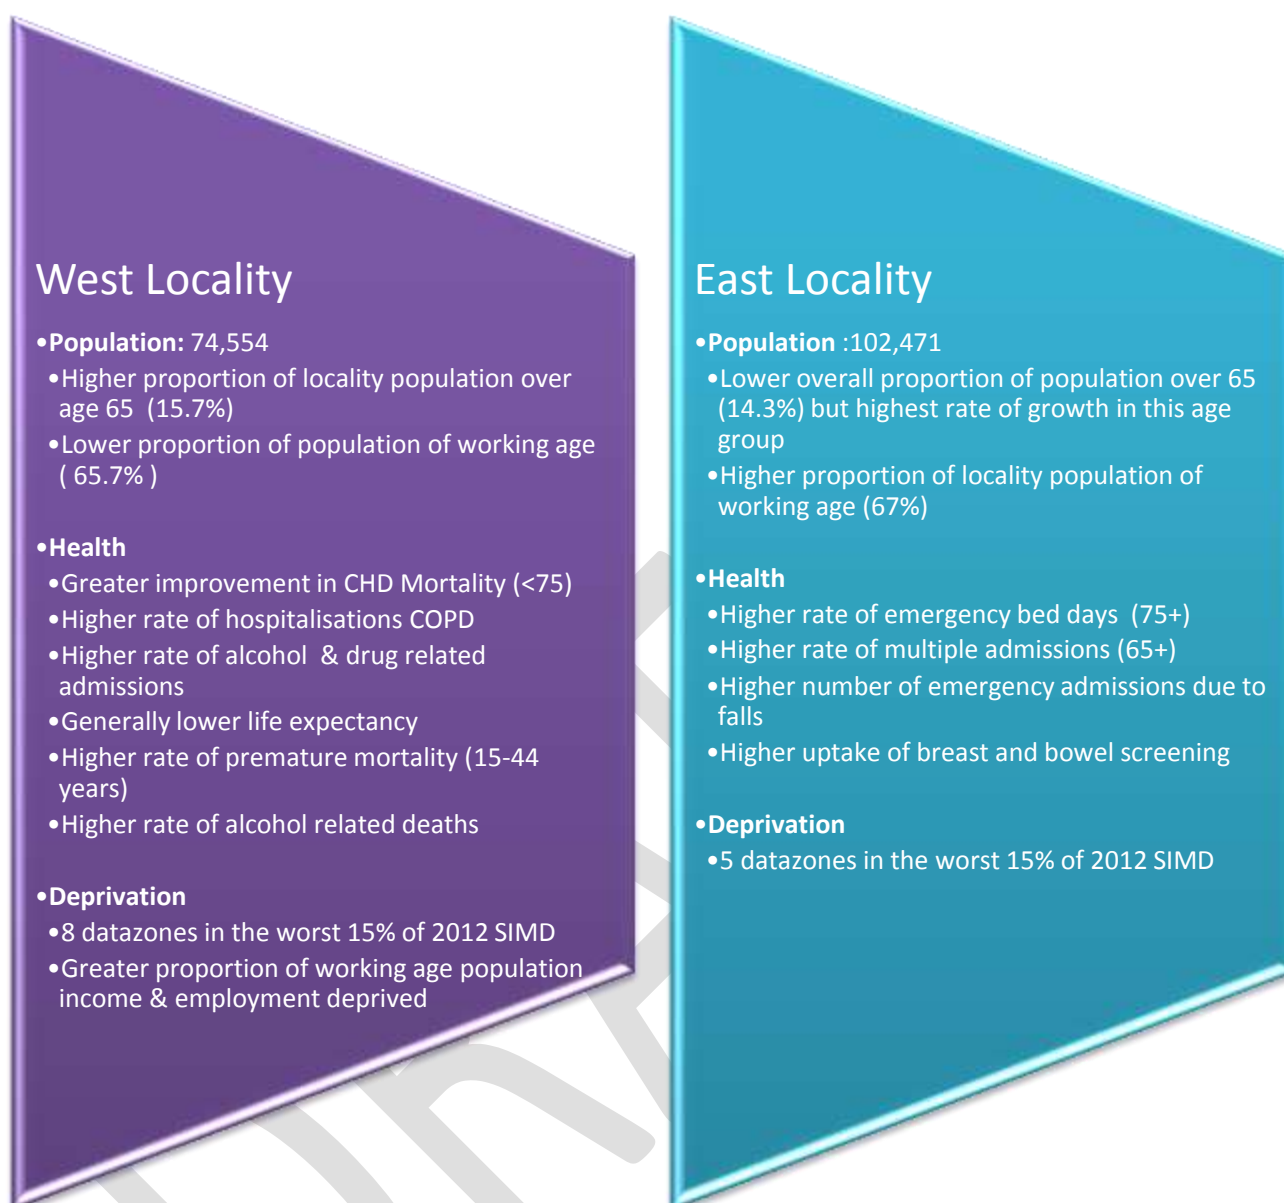 West Locality
•Population: 74,554
•Higher proportion of locality population over
age 65 (15.7%)
•Lower proportion of population of working age
( 65.7% )
•Health
•Greater improvement in CHD Mortality (<75)
•Higher rate of hospitalisations COPD
•Higher rate of alcohol & drug related
admissions
•Generally lower life expectancy
•Higher rate of premature mortality (15-44
years)
•Higher rate of alcohol related deaths
•Deprivation
•8 datazones in the worst 15% of 2012 SIMD
•Greater proportion of working age population
income & employment deprived
East Locality
•Population :102,471
•Lower overall proportion of population over 65
(14.3%) but highest rate of growth in this age
group
•Higher proportion of locality population of
working age (67%)
•Health
•Higher rate of emergency bed days (75+)
•Higher rate of multiple admissions (65+)
•Higher number of emergency admissions due to
falls
•Higher uptake of breast and bowel screening
•Deprivation
•5 datazones in the worst 15% of 2012 SIMD